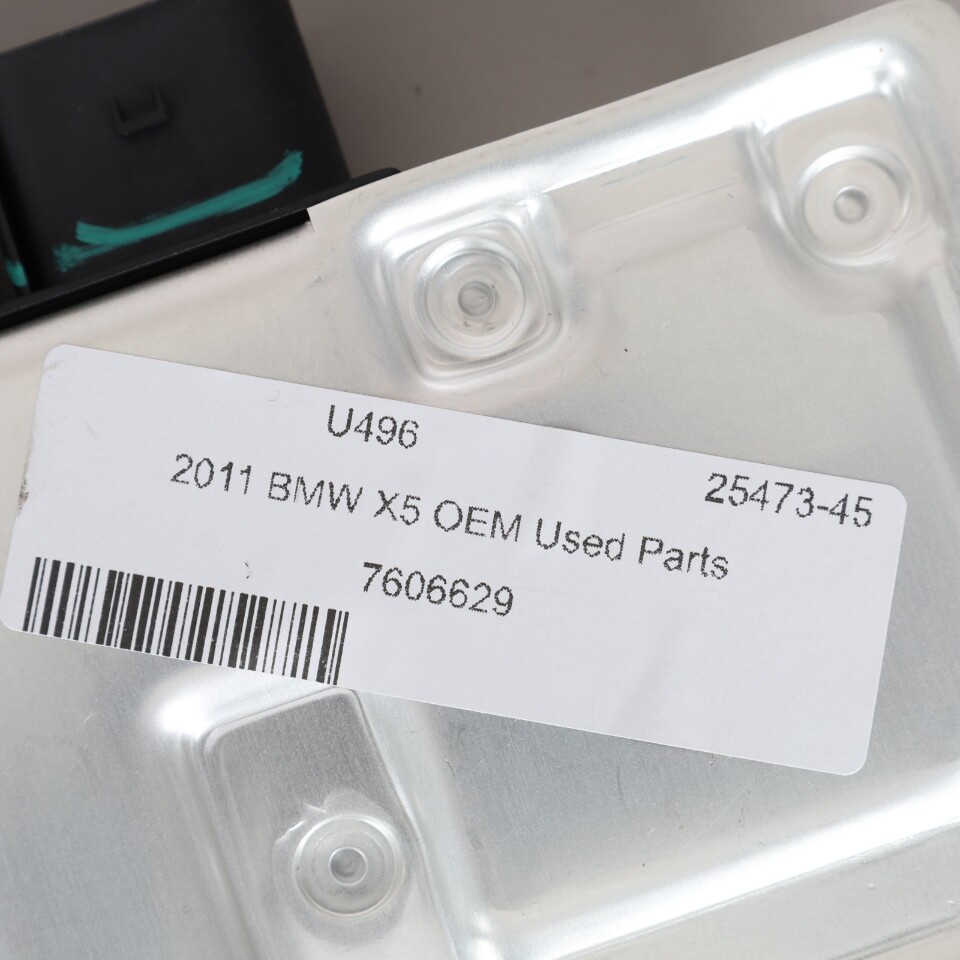 U496
25473-45
2011 BMW X5 OEM Used Parts
7606629